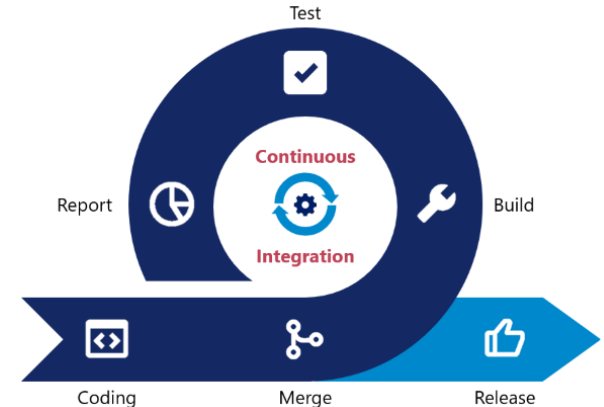 Test
Continuous
Report
Build
Integration
Coding
Merge
Release